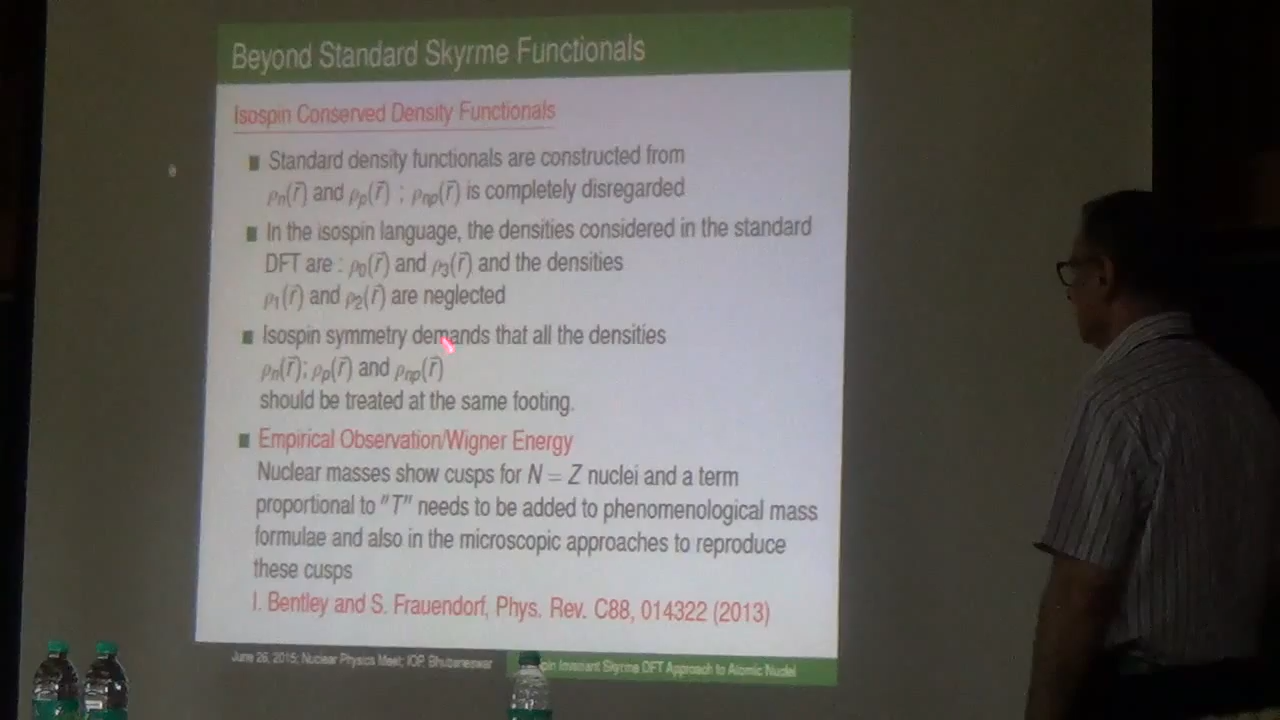 Beyond Standard Skyrme Functionals
Isospin Conserved Density Functionals
■ Standard density functionals are constructed from
ρn(r⃗) and ρp(r⃗) ; ρnp(r⃗) is completely disregarded
■ In the isospin language, the densities considered in the standard
DFT are : ρ0(r⃗) and ρ3(r⃗) and the densities
ρ1(r⃗) and ρ2(r⃗) are neglected
■ Isospin symmetry demands that all the densities
ρn(r⃗); ρp(r⃗) and ρnp(r⃗)
should be treated at the same footing.
■ Empirical Observation/Wigner Energy
Nuclear masses show cusps for N = Z nuclei and a term
proportional to "T" needs to be added to phenomenological mass
formulae and also in the microscopic approaches to reproduce
these cusps
I. Bentley and S. Frauendorf, Phys. Rev. C88, 014322 (2013)
June 26, 2015; Nuclear Physics Meet; IOP, Bhubaneswar
Invariant Skyrme DFT Approach to Atomic Nuclei